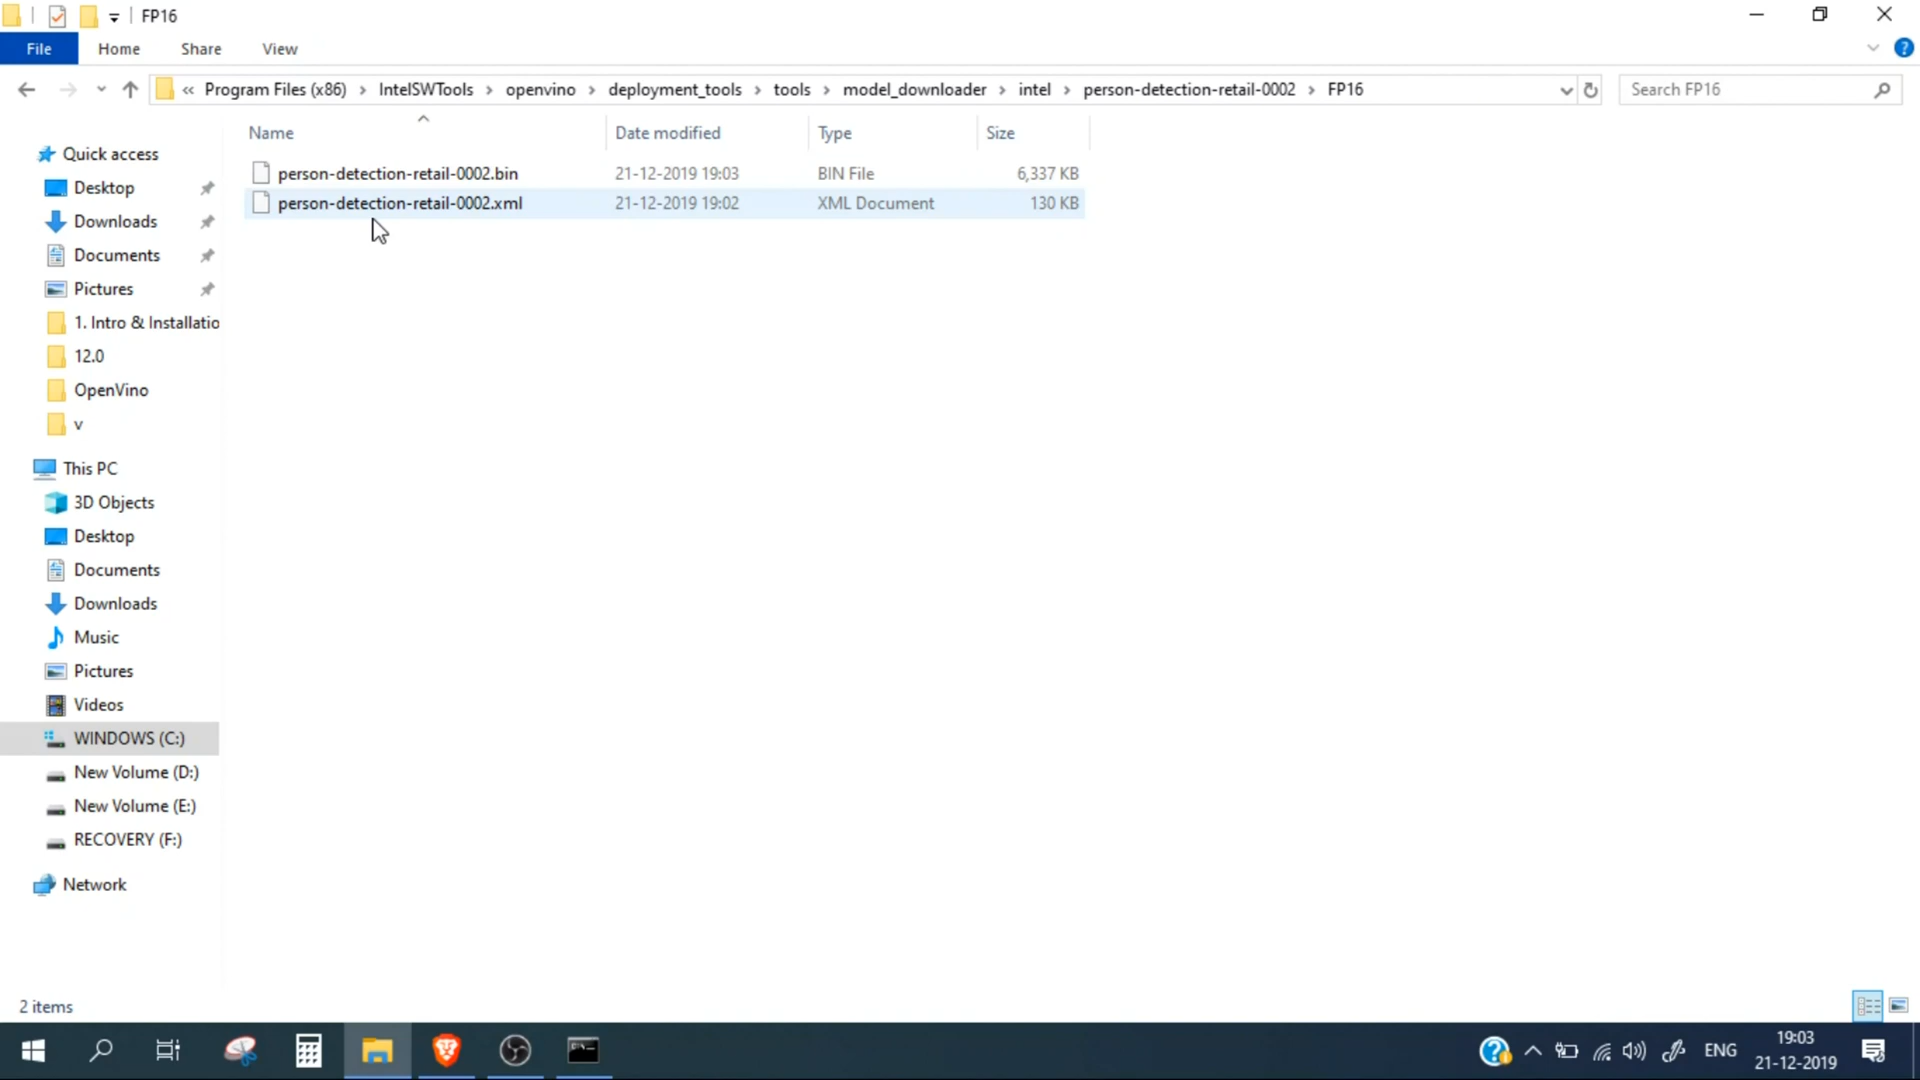 FP16
File Home Share View
« Program Files (x86) › IntelSWTools › openvino › deployment_tools › tools › model_downloader › intel › person-detection-retail-0002 › FP16
Search FP16
Name Date modified Type Size
person-detection-retail-0002.bin 21-12-2019 19:03 BIN File 6,337 KB
person-detection-retail-0002.xml 21-12-2019 19:02 XML Document 130 KB
Quick access
Desktop
Downloads
Documents
Pictures
1. Intro & Installatio
12.0
OpenVino
v
This PC
3D Objects
Desktop
Documents
Downloads
Music
Pictures
Videos
WINDOWS (C:)
New Volume (D:)
New Volume (E:)
RECOVERY (F:)
Network
2 items
ENG
19:03
21-12-2019